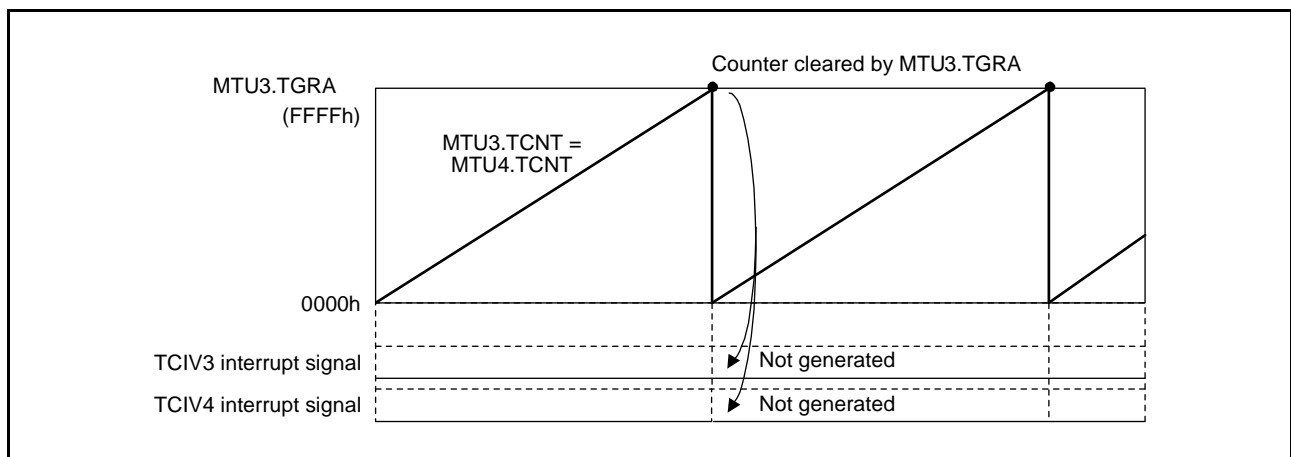 Counter cleared by MTU3.TGRA
MTU3.TGRA
(FFFFh)
MTU3.TCNT =
MTU4.TCNT
0000h
TCIV3 interrupt signal
Not generated
TCIV4 interrupt signal
Not generated